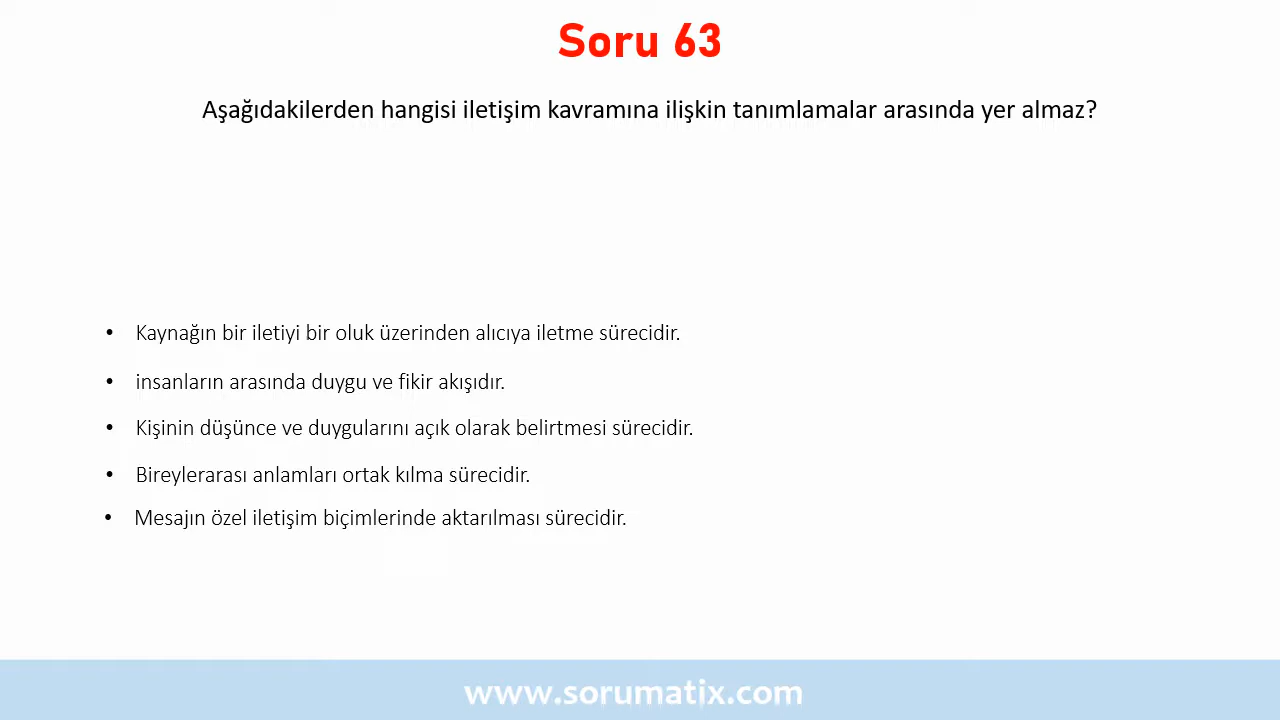 Soru 63
Aşağıdakilerden hangisi iletişim kavramına ilişkin tanımlamalar arasında yer almaz?
• Kaynağın bir iletiyi bir oluk üzerinden alıcıya iletme sürecidir.
• insanların arasında duygu ve fikir akışıdır.
• Kişinin düşünce ve duygularını açık olarak belirtmesi sürecidir.
• Bireylerarası anlamları ortak kılma sürecidir.
• Mesajın özel iletişim biçimlerinde aktarılması sürecidir.
www.sorumatix.com